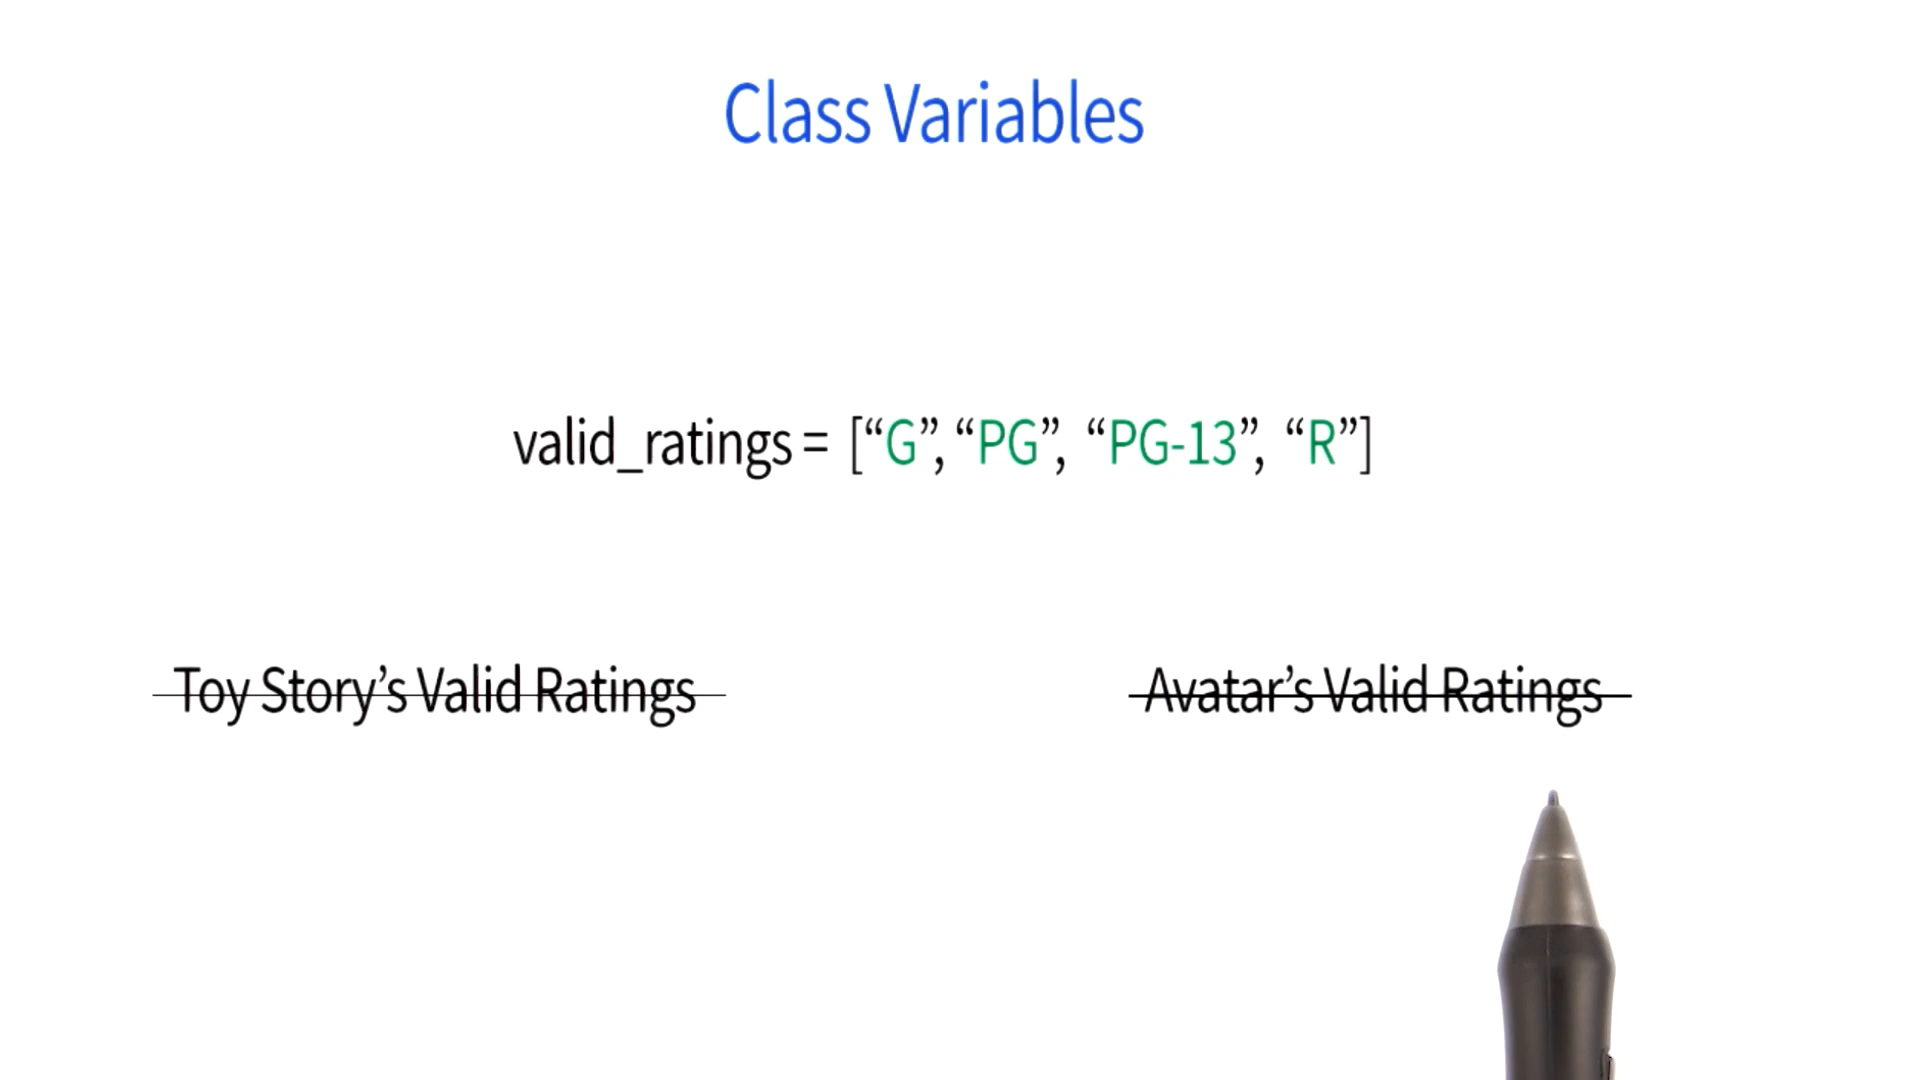 Class Variables
valid_ratings = [“G”, “PG”, “PG-13”, “R”]
Toy Story’s Valid Ratings
Avatar’s Valid Ratings